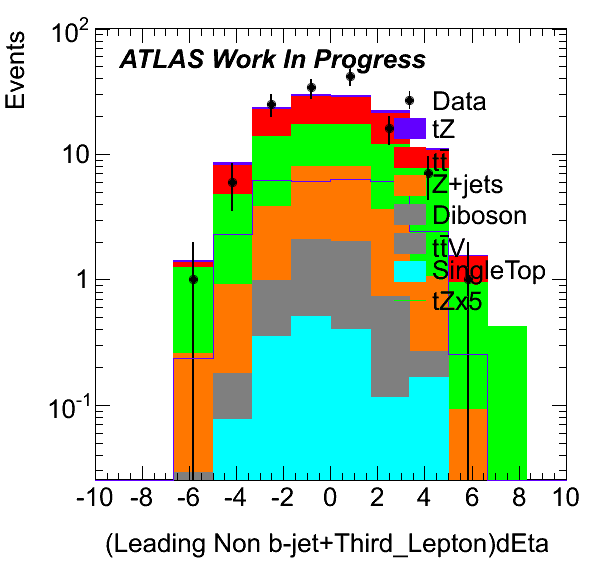 Events
10²
10
1
10⁻¹
ATLAS Work In Progress
Data
tZ
tt̄
Z+jets
Diboson
tt̄V
SingleTop
tZx5
-10 -8 -6 -4 -2 0 2 4 6 8 10
(Leading Non b-jet+Third_Lepton)dEta